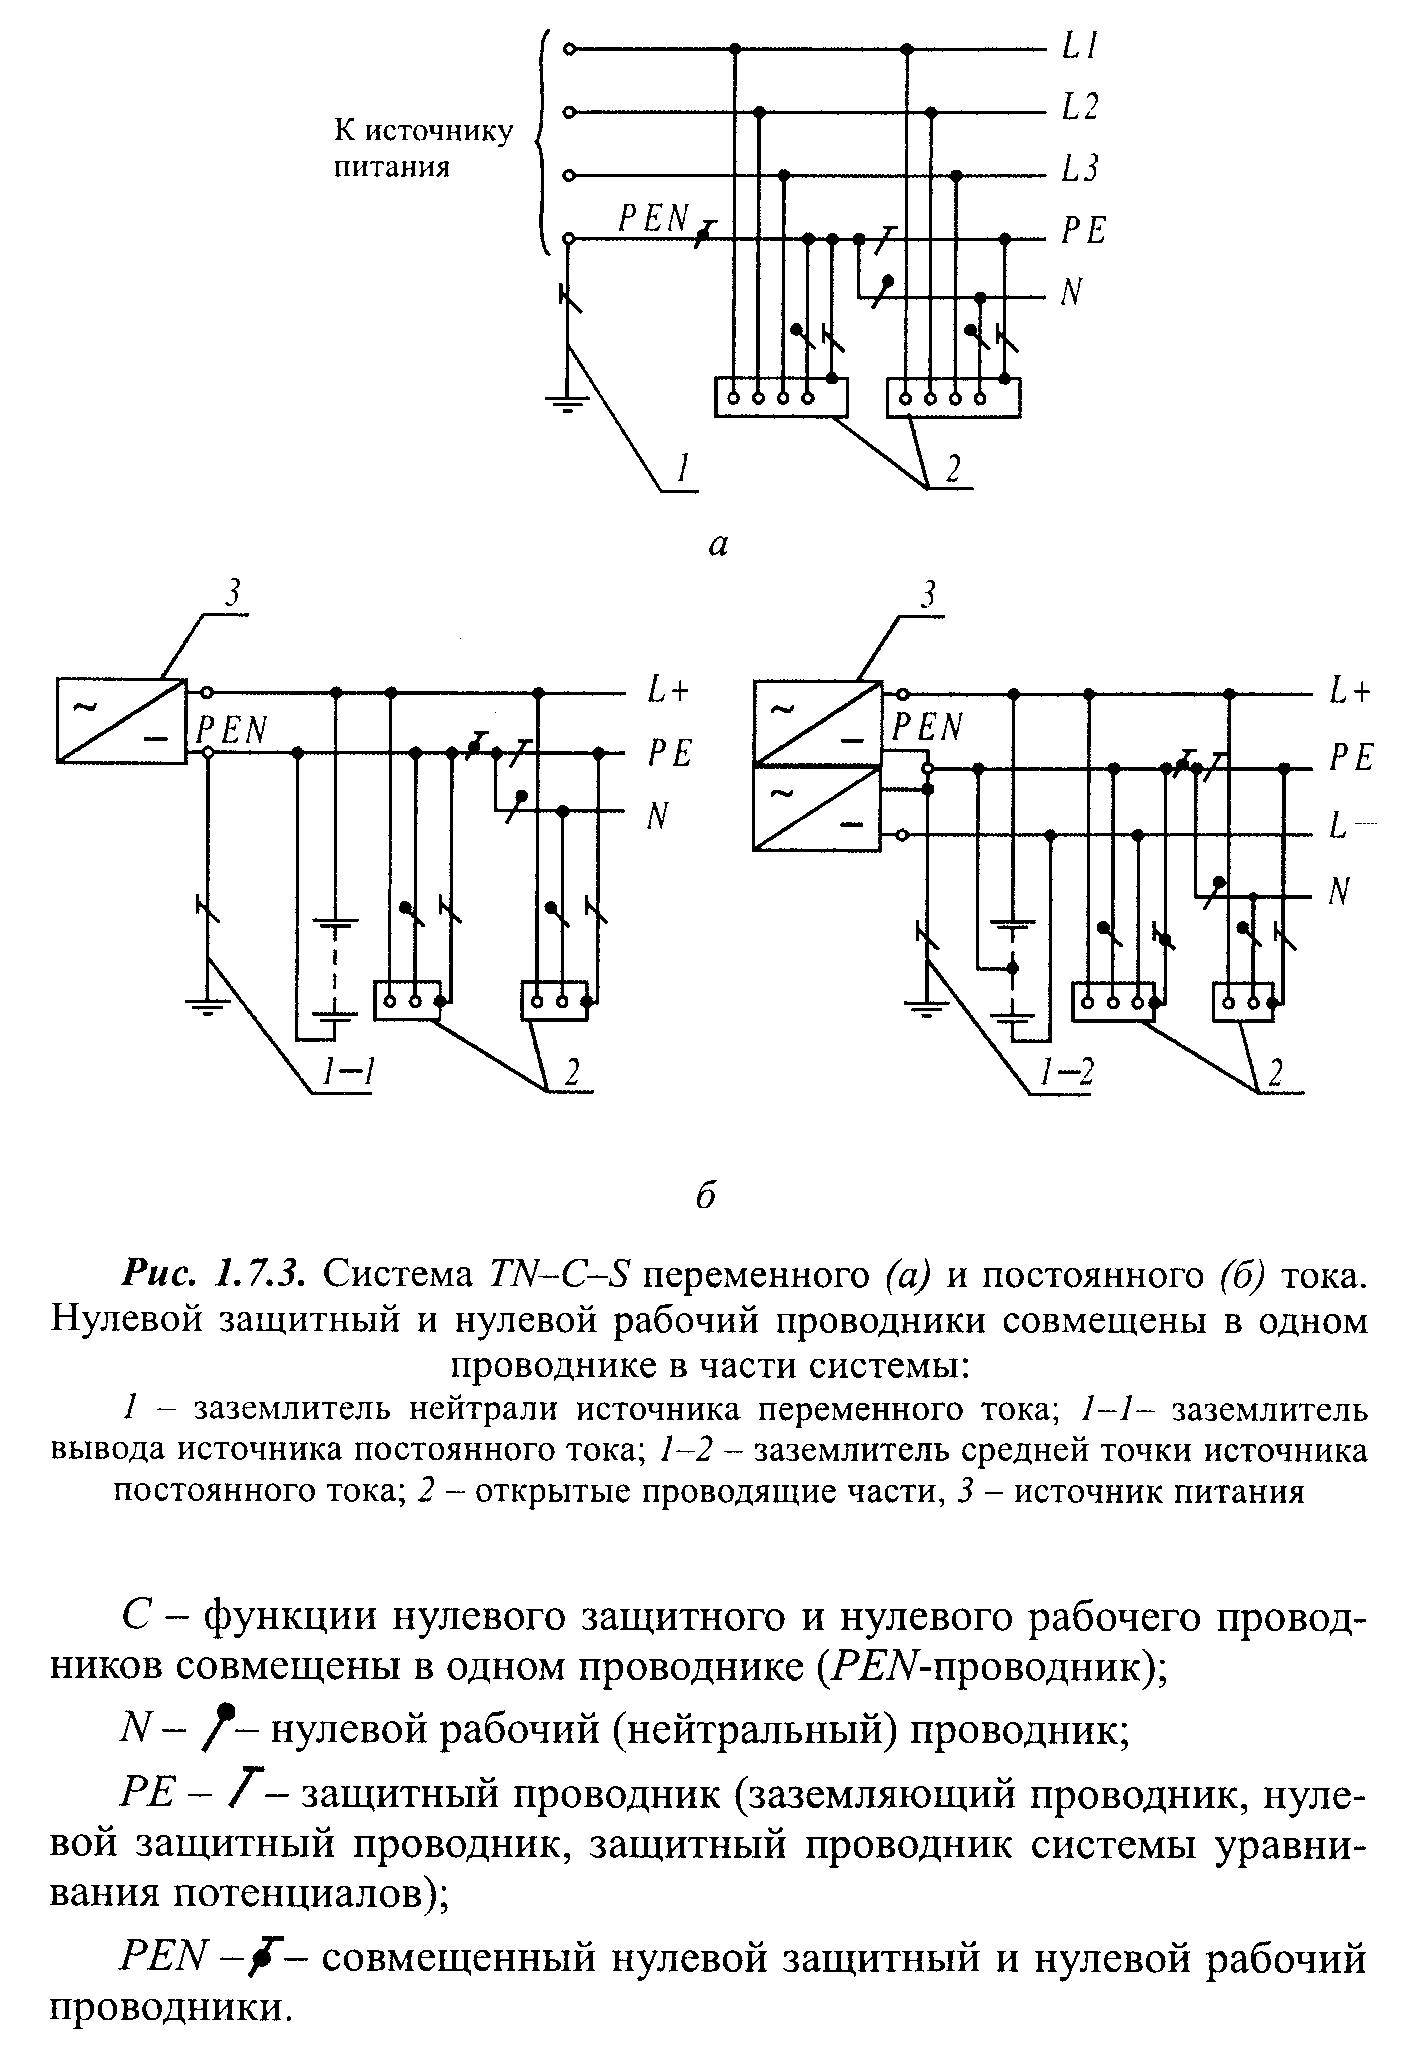 L1
L2
К источнику
питания
L3
PEN
PE
N
1
2
а
3
3
~
L+
~
L+
PEN
PEN
–
PE
–
PE
~
N
–
L–
N
1–1
2
1–2
2
б
Рис. 1.7.3. Система TN–C–S переменного (а) и постоянного (б) тока.
Нулевой защитный и нулевой рабочий проводники совмещены в одном
проводнике в части системы:
1 – заземлитель нейтрали источника переменного тока; 1–1– заземлитель
вывода источника постоянного тока; 1–2 – заземлитель средней точки источника
постоянного тока; 2 – открытые проводящие части, 3 – источник питания
C – функции нулевого защитного и нулевого рабочего провод-
ников совмещены в одном проводнике (PEN-проводник);
N – – нулевой рабочий (нейтральный) проводник;
PE – – защитный проводник (заземляющий проводник, нуле-
вой защитный проводник, защитный проводник системы уравни-
вания потенциалов);
PEN – – совмещенный нулевой защитный и нулевой рабочий
проводники.